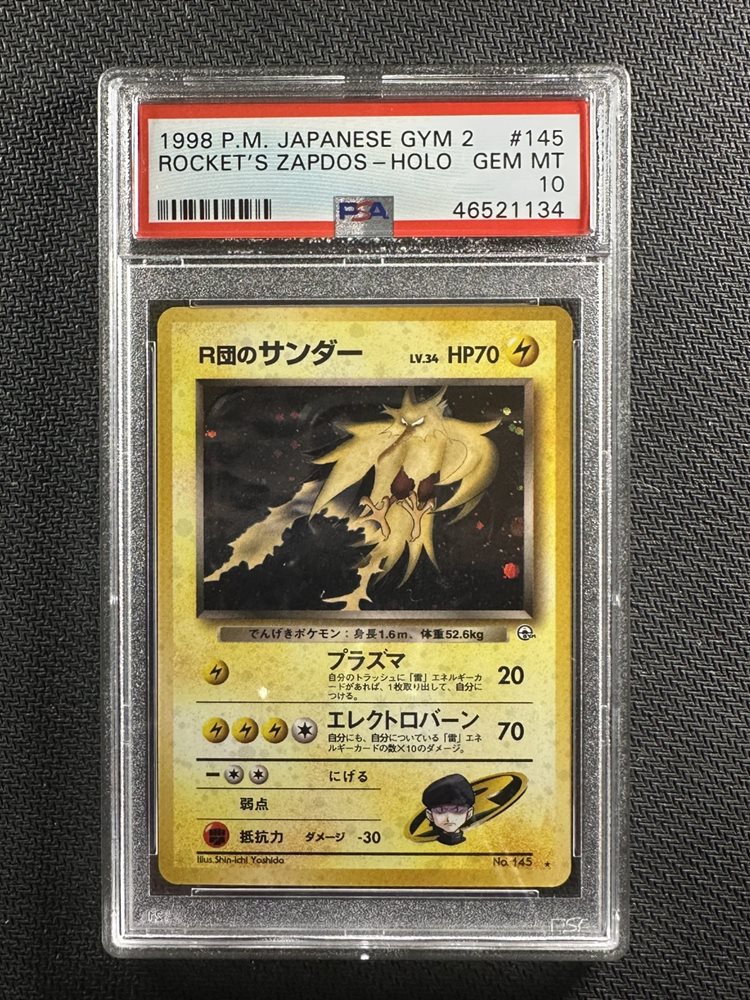 1998 P.M. JAPANESE GYM 2 #145
ROCKET'S ZAPDOS - HOLO GEM MT
10
PSA 46521134
R団のサンダー LV.34 HP70
でんげきポケモン：身長1.6m、体重52.6kg
プラズマ
自分のトラッシュに「雷」エネルギーカ
ードがあれば、1枚取り出して、自分に
つける。
20
エレクトロバーン
自分にも、自分についている「雷」エネ
ルギーカードの数×10のダメージ。
70
にげる
弱点
抵抗力 ダメージ -30
Illus.Shin-ichi Yoshida No. 145 ★